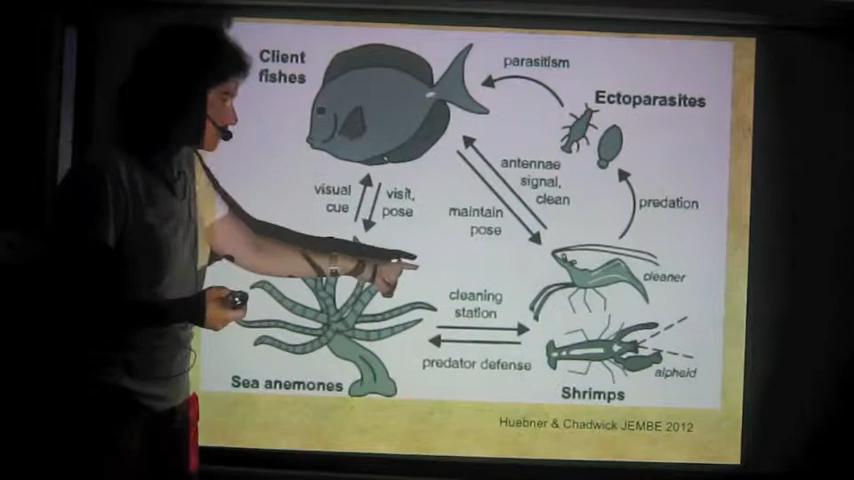 Client
fishes
parasitism
Ectoparasites
antennae
signal,
clean
visual
cue
visit,
pose
maintain
pose
predation
cleaner
cleaning
station
predator defense
alpheid
Sea anemones
Shrimps
Huebner & Chadwick JEMBE 2012